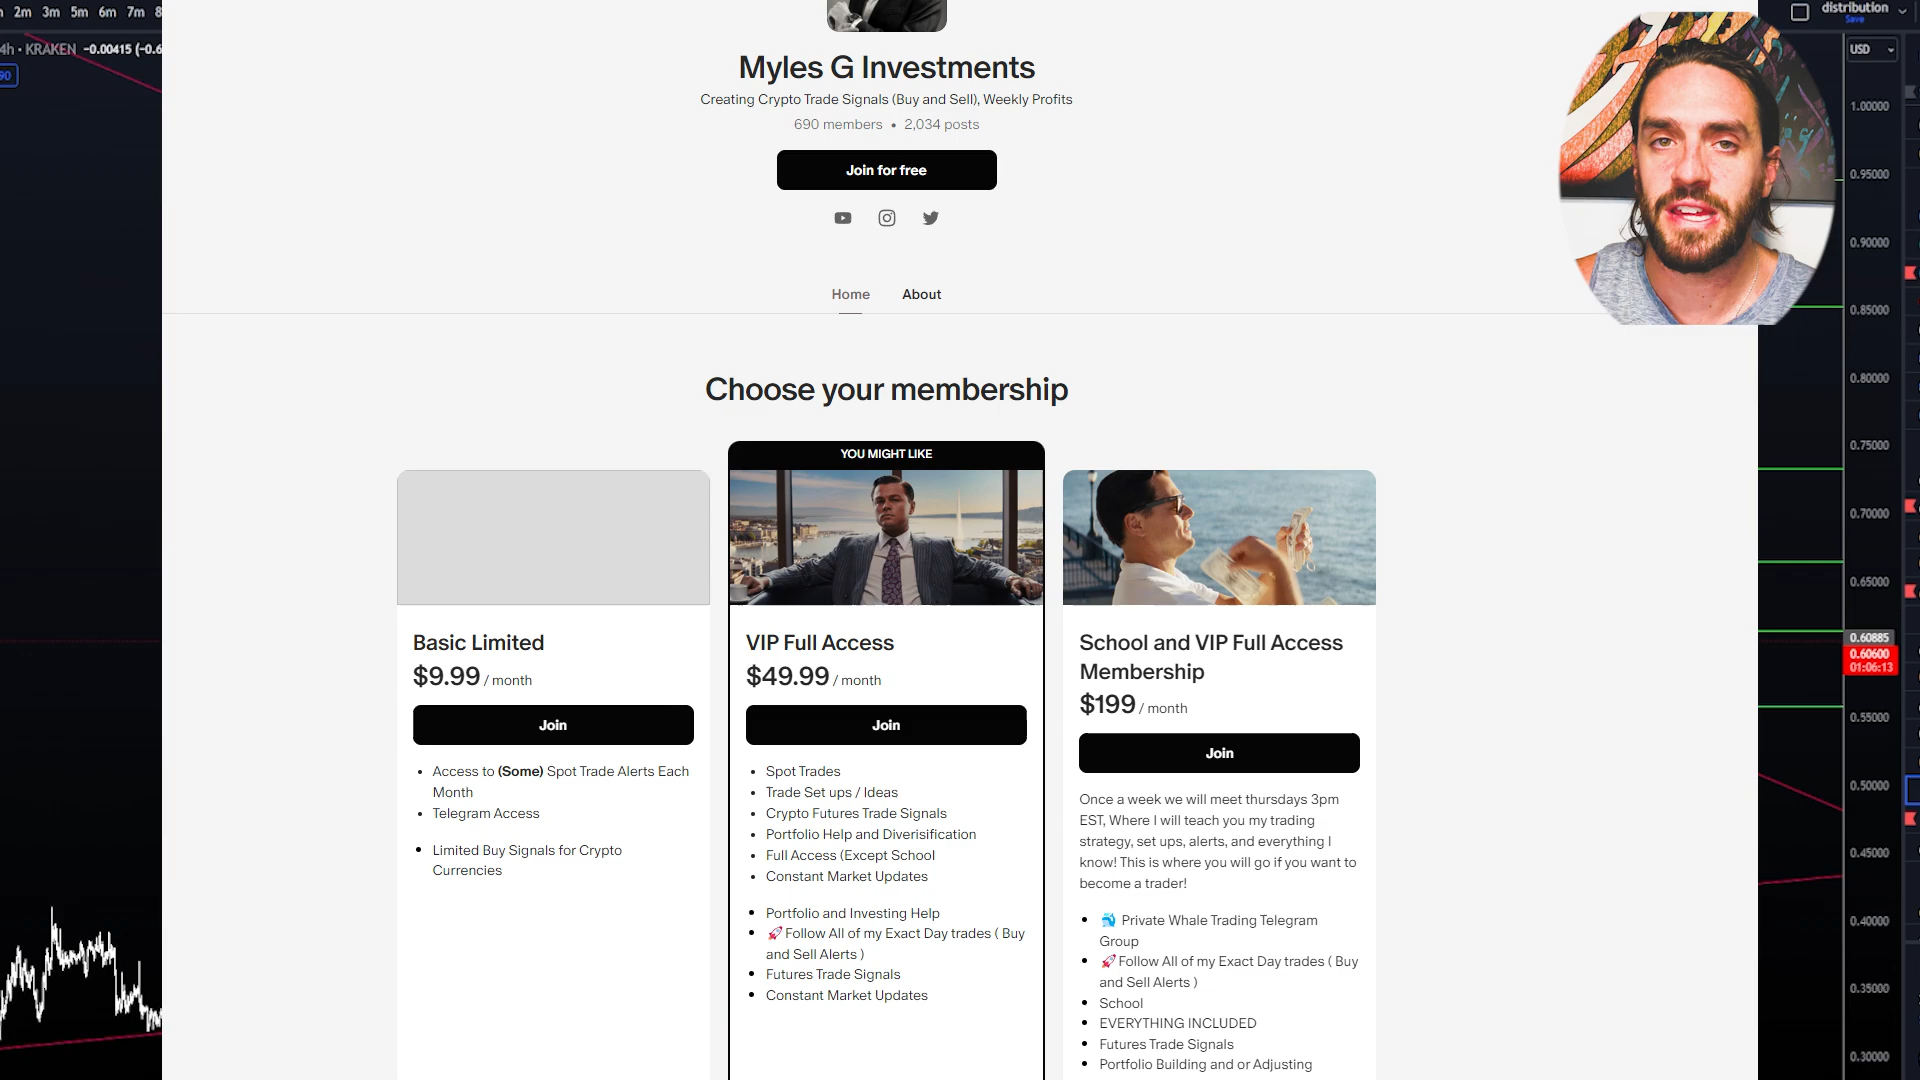 2m 3m 5m 6m 7m 8
distribution
Save
4h • KRAKEN −0.00415 (−0.6
90
USD
Myles G Investments
Creating Crypto Trade Signals (Buy and Sell), Weekly Profits
690 members • 2,034 posts
Join for free
Home About
Choose your membership
YOU MIGHT LIKE
Basic Limited
$9.99 / month
Join
• Access to (Some) Spot Trade Alerts Each
Month
• Telegram Access
• Limited Buy Signals for Crypto
Currencies
VIP Full Access
$49.99 / month
Join
• Spot Trades
• Trade Set ups / Ideas
• Crypto Futures Trade Signals
• Portfolio Help and Diverisification
• Full Access (Except School
• Constant Market Updates
• Portfolio and Investing Help
• 🚀Follow All of my Exact Day trades ( Buy
and Sell Alerts )
• Futures Trade Signals
• Constant Market Updates
School and VIP Full Access
Membership
$199 / month
Join
Once a week we will meet thursdays 3pm
EST, Where I will teach you my trading
strategy, set ups, alerts, and everything I
know! This is where you will go if you want to
become a trader!
• 🐳 Private Whale Trading Telegram
Group
• 🚀Follow All of my Exact Day trades ( Buy
and Sell Alerts )
• School
• EVERYTHING INCLUDED
• Futures Trade Signals
• Portfolio Building and or Adjusting
1.00000
0.95000
0.90000
0.85000
0.80000
0.75000
0.70000
0.65000
0.60885
0.60600
01:06:13
0.55000
0.50000
0.45000
0.40000
0.35000
0.30000